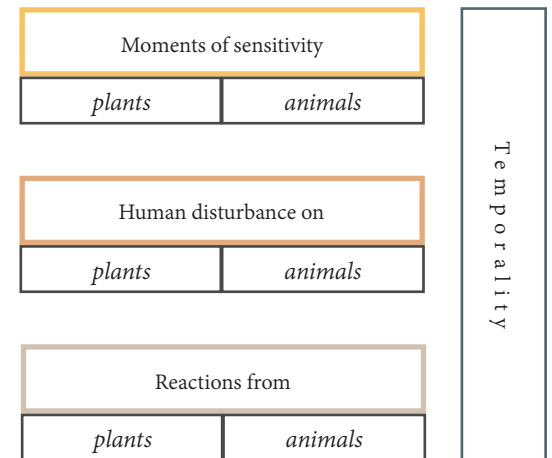 Moments of sensitivity
plants animals
Human disturbance on
plants animals
Reactions from
plants animals
Temporality